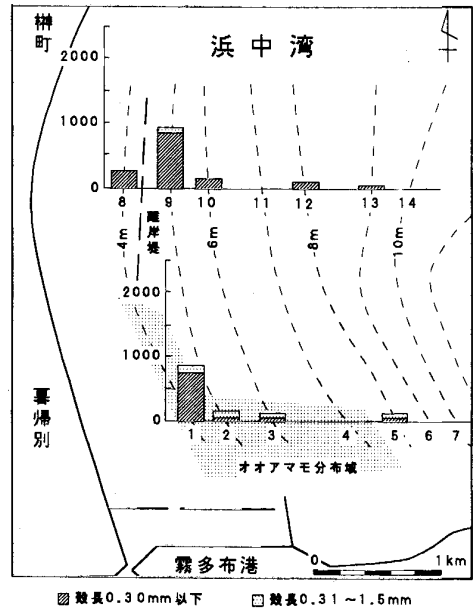 榊町
浜中湾
2000
1000
0
8 9 10 11 12 13 14
離岸堤
4m
6m
8m
10m
2000
1000
0
1 2 3 4 5 6 7
暮帰別
オオアマモ分布域
霧多布港
0 1km
殻長0.30mm以下 殻長0.31～1.5mm